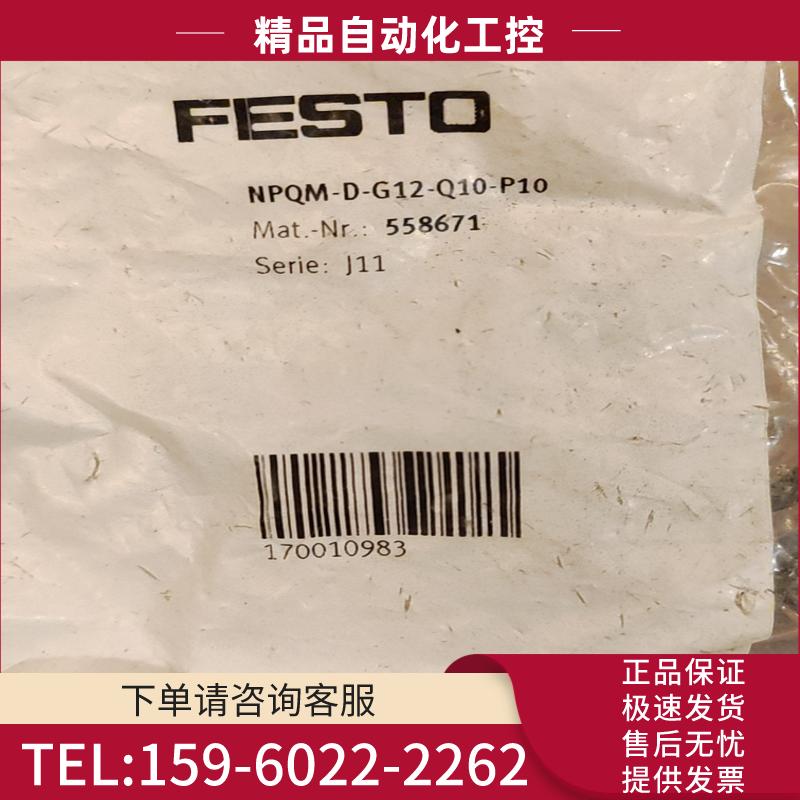 精品自动化工控
FESTO
NPQM-D-G12-Q10-P10
Mat.-Nr.: 558671
Serie: J11
170010983
下单请咨询客服
TEL:159-6022-2262
正品保证
极速发货
售后无忧
提供发票